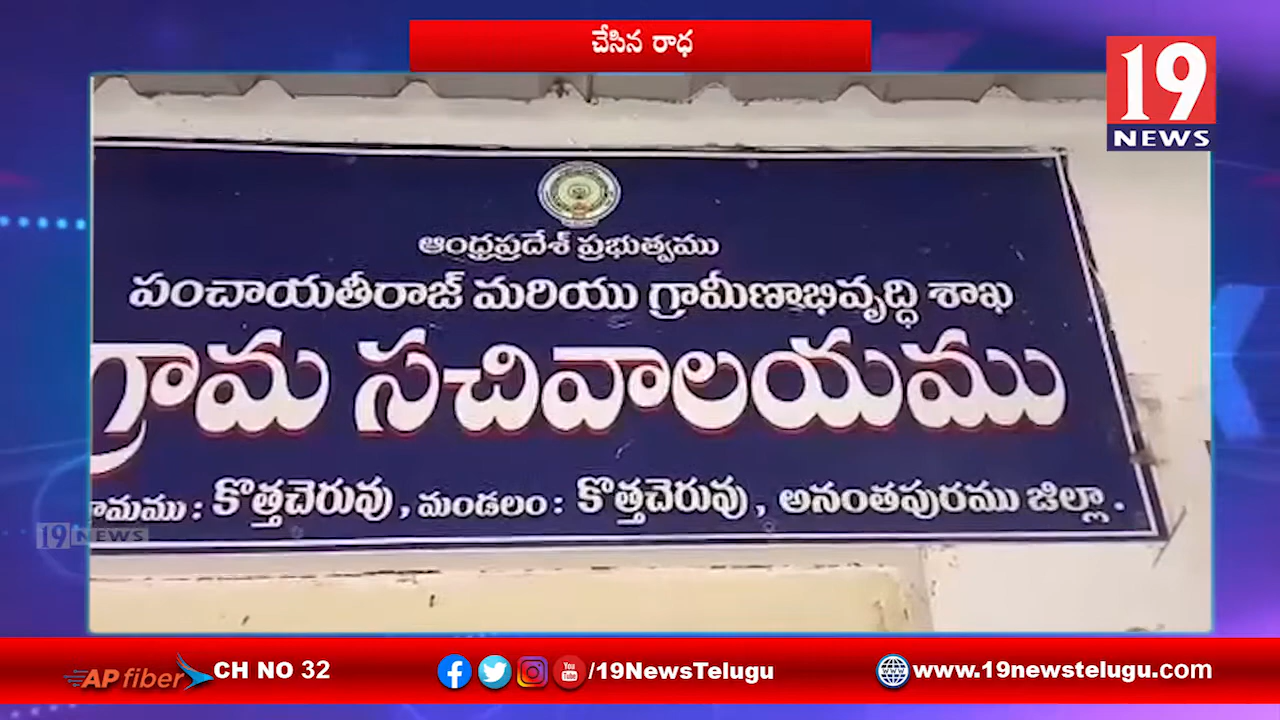 చేసిన రాధ
19
NEWS
ఆంధ్రప్రదేశ్ ప్రభుత్వము
పంచాయతీరాజ్ మరియు గ్రామీణాభివృద్ధి శాఖ
గ్రామ సచివాలయము
గ్రామము : కొత్తచెరువు , మండలం : కొత్తచెరువు , అనంతపురము జిల్లా .
19 NEWS
AP fiber CH NO 32
/19NewsTelugu
www.19newstelugu.com